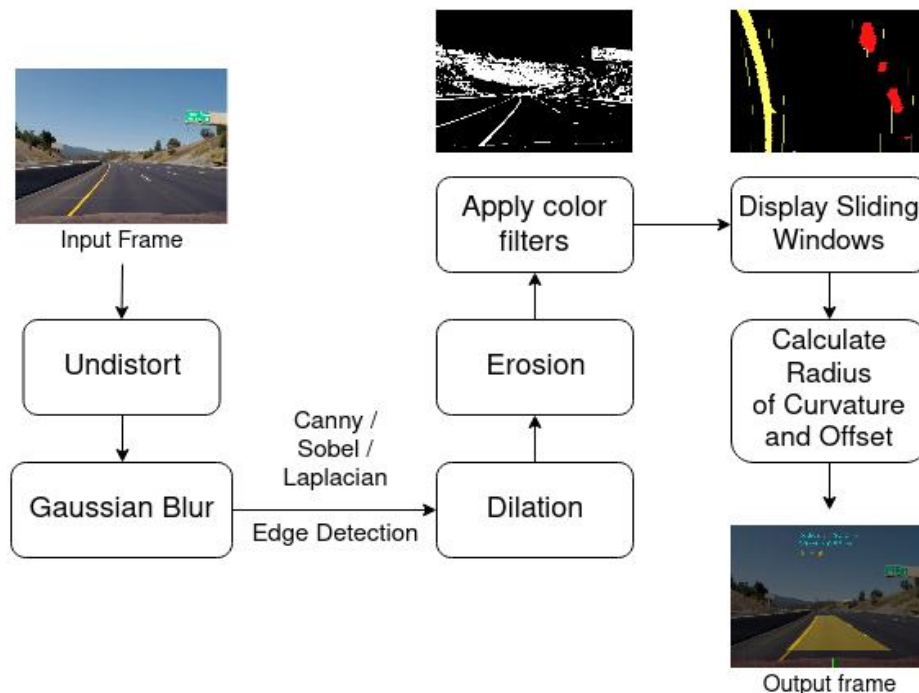 Input Frame
Undistort
Gaussian Blur
Canny /
Sobel /
Laplacian
Edge Detection
Dilation
Erosion
Apply color
filters
Display Sliding
Windows
Calculate
Radius
of Curvature
and Offset
Output frame